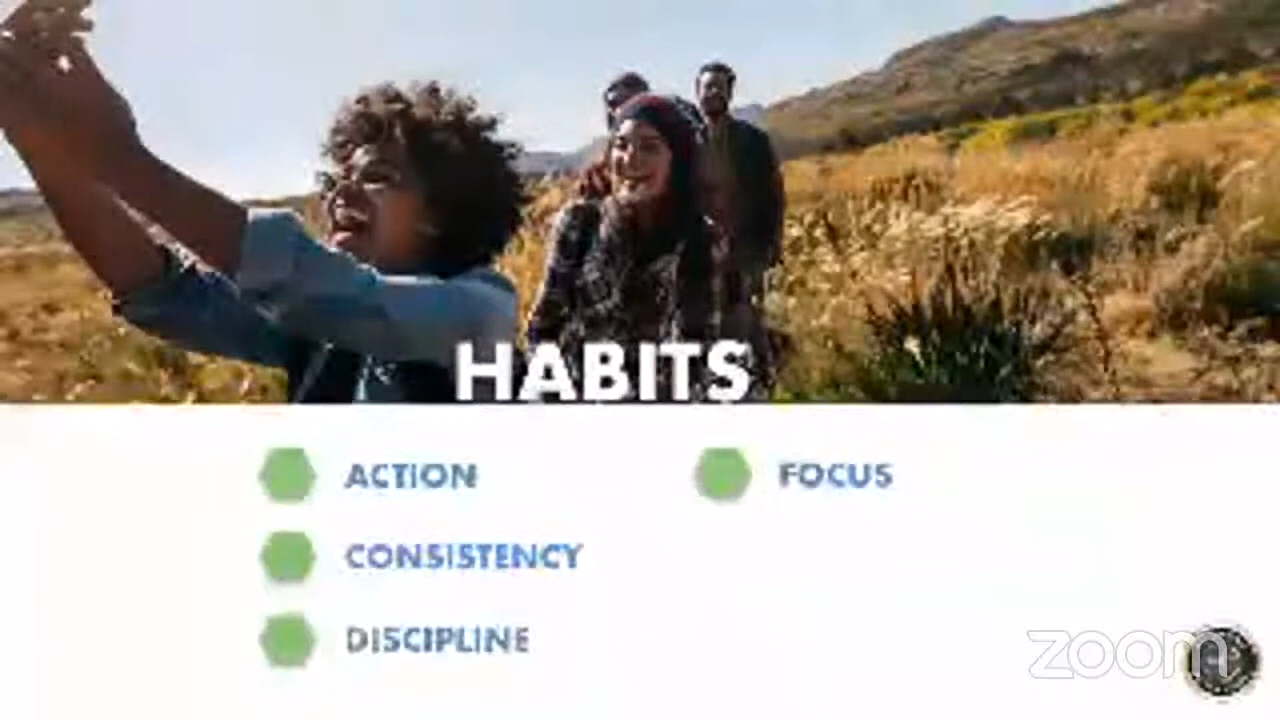 HABITS
ACTION
CONSISTENCY
DISCIPLINE
FOCUS
zoom